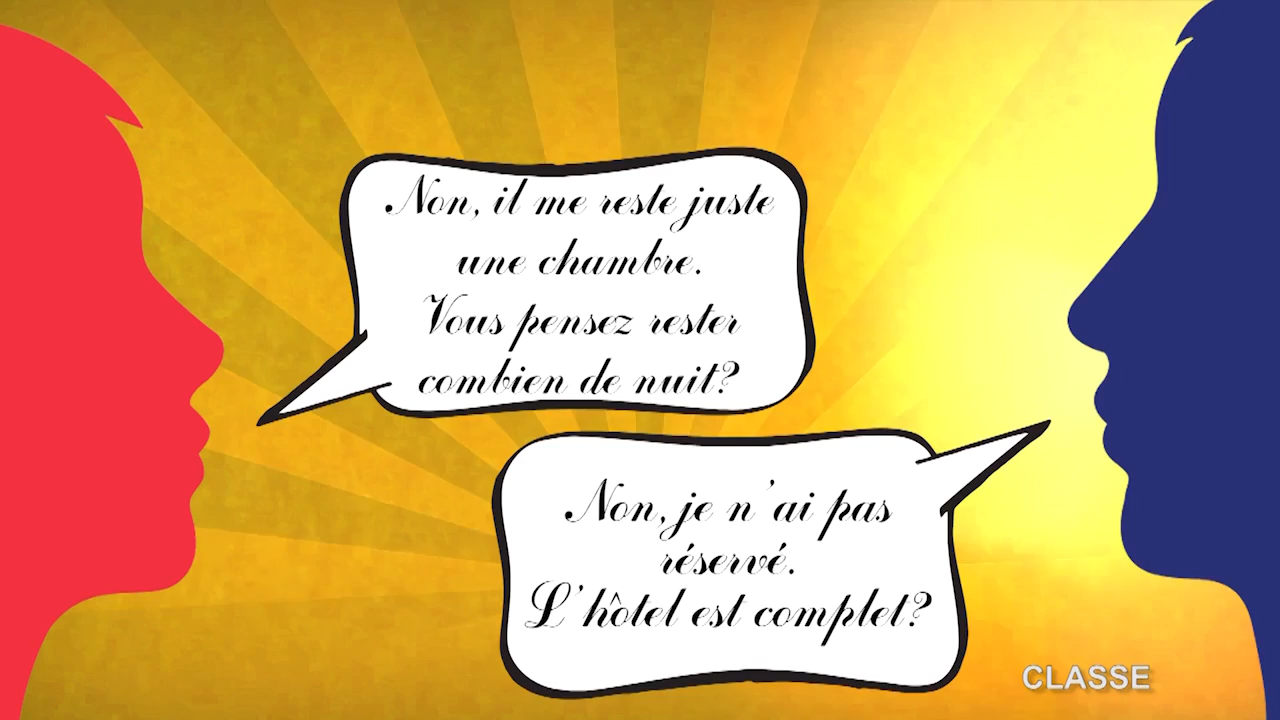 Non, il me reste juste
une chambre.
Vous pensez rester
combien de nuit?
Non, je n'ai pas
réservé.
L'hôtel est complet?
CLASSE